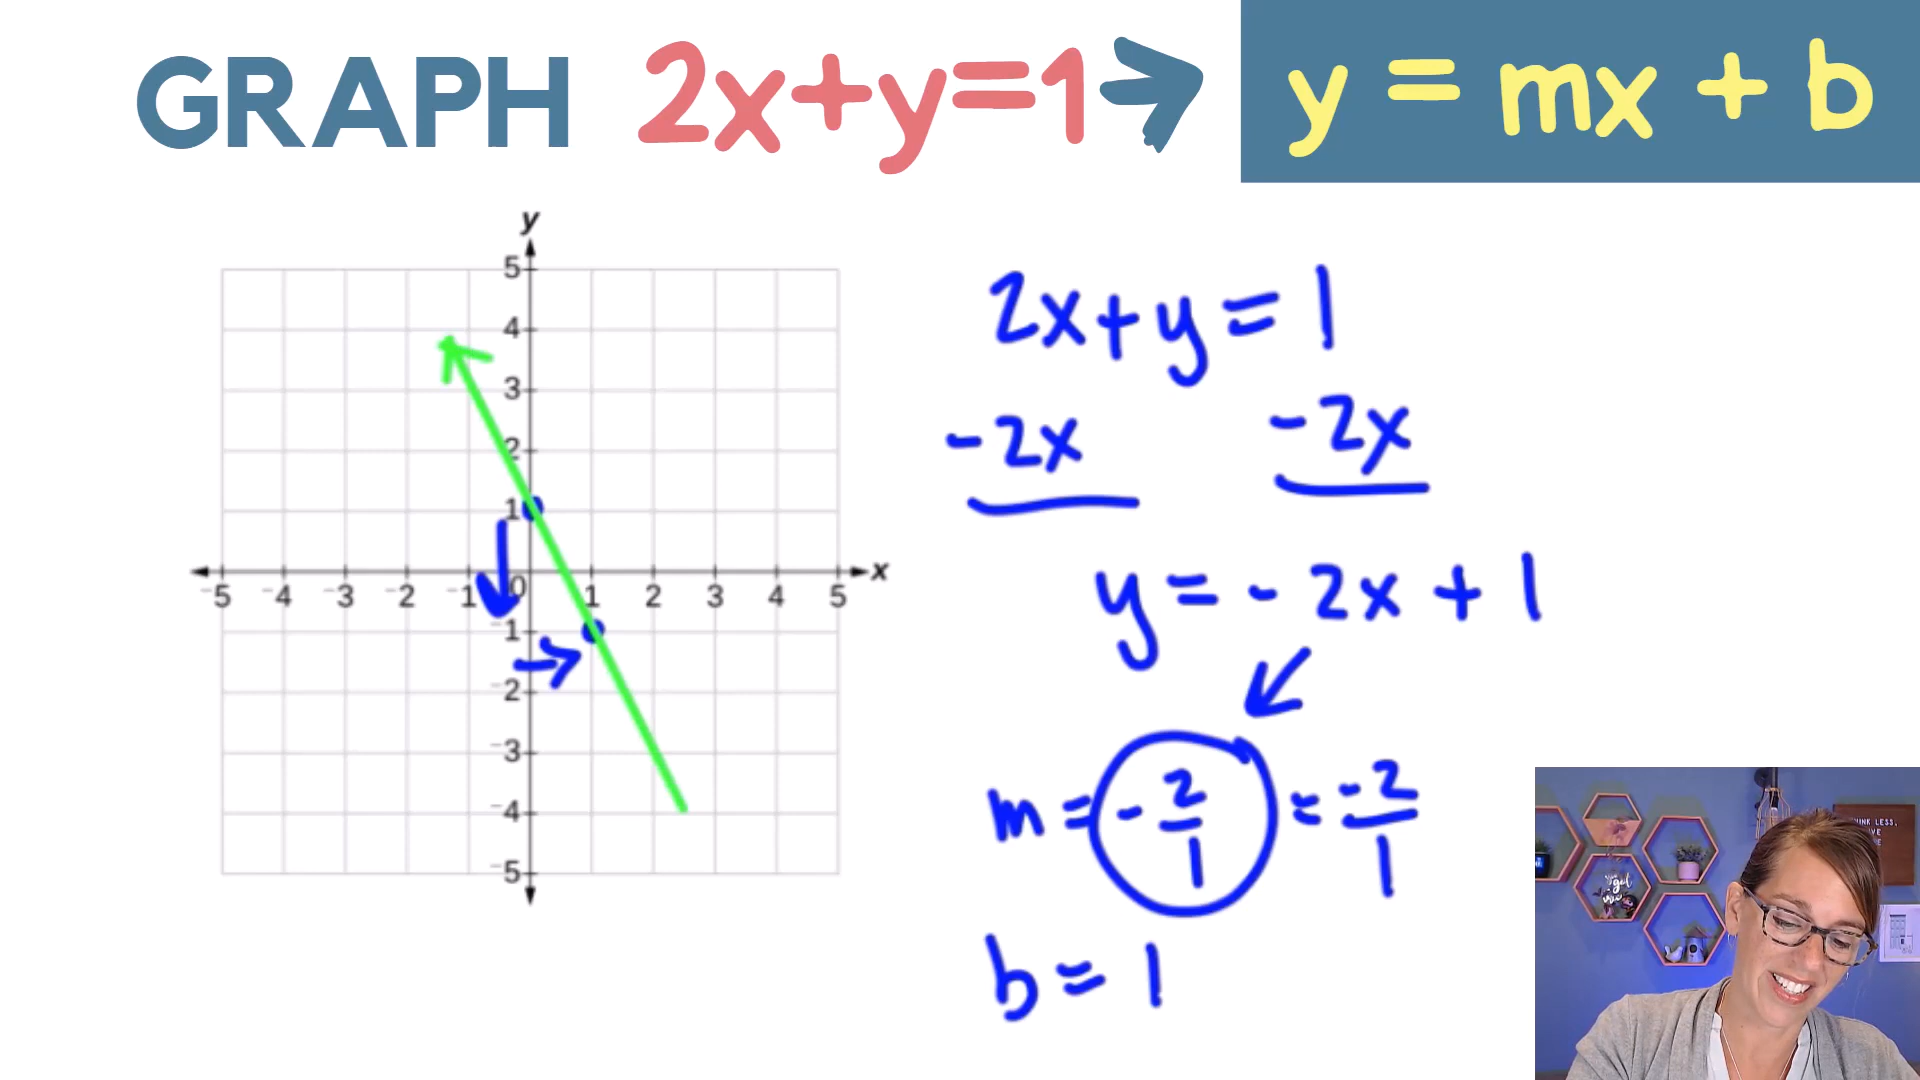 GRAPH 2x+y=1→ y = mx + b
y
5
4
3
2
1
-5 -4 -3 -2 -1 0 1 2 3 4 5 x
-1
-2
-3
-4
-5
2x+y=1
-2x -2x
y=-2x+1
m=-2/1=-2/1
b=1